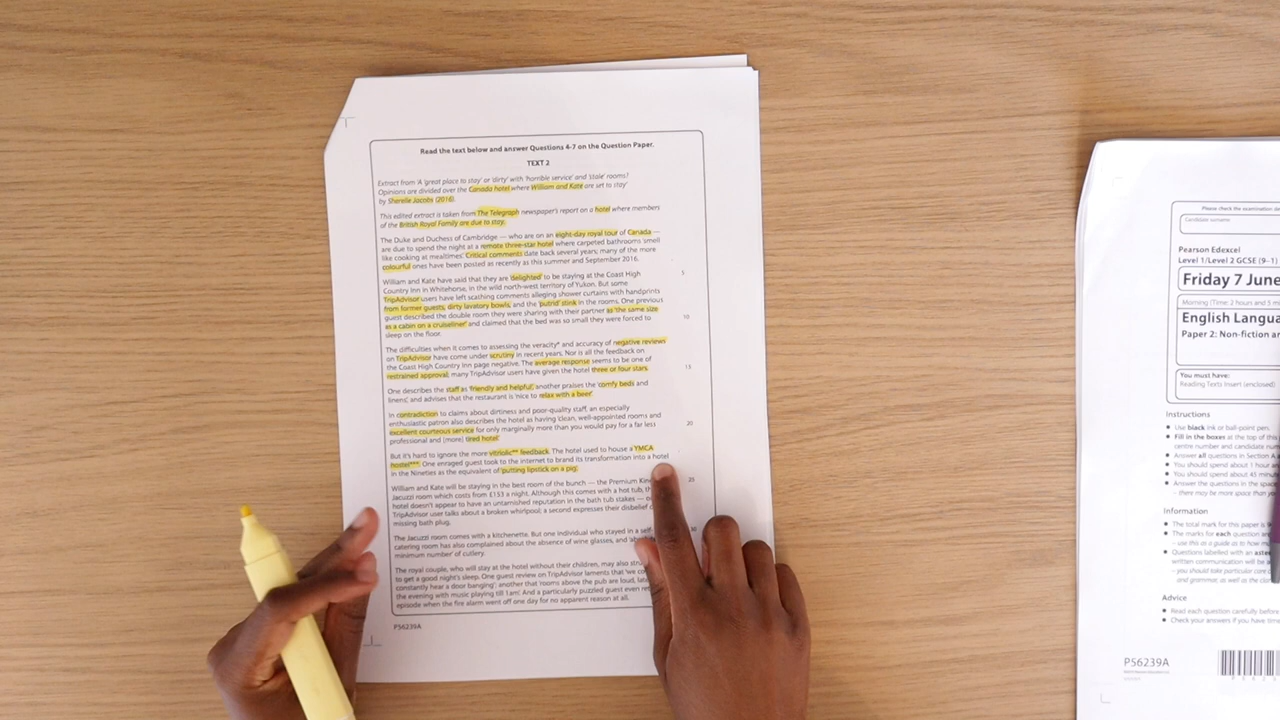 Read the text below and answer Questions 4-7 on the Question Paper.
TEXT 2
Extract from 'A 'great place to stay' or 'dirty' with 'horrible service' and 'stale' rooms?
Opinions are divided over the Canada hotel where William and Kate are set to stay'
by Sherelle Jacobs (2016).
This edited extract is taken from The Telegraph newspaper's report on a hotel where members
of the British Royal Family are due to stay.
The Duke and Duchess of Cambridge — who are on an eight-day royal tour of Canada —
are due to spend the night at a remote three-star hotel where carpeted bathrooms smell
like cooking at mealtimes. Critical comments date back several years; many of the more
colourful ones have been posted as recently as this summer and September 2016.
5
William and Kate have said that they are 'delighted' to be staying at the Coast High
Country Inn in Whitehorse, in the wild north-west territory of Yukon. But some
TripAdvisor users have left scathing comments alleging shower curtains with handprints
from former guests, dirty lavatory bowls, and the 'putrid' stink in the rooms. One previous
guest described the double room they were sharing with their partner as 'the same size
10
as a cabin on a cruiseliner' and claimed that the bed was so small they were forced to
sleep on the floor.
The difficulties when it comes to assessing the veracity* and accuracy of negative reviews
on TripAdvisor have come under scrutiny in recent years. Nor is all the feedback on
the Coast High Country Inn page negative. The average response seems to be one of
15
restrained approval; many TripAdvisor users have given the hotel three or four stars.
One describes the staff as 'friendly and helpful', another praises the 'comfy beds and
linens', and advises that the restaurant is 'nice to relax with a beer'.
In contradiction to claims about dirtiness and poor-quality staff, an especially
enthusiastic patron also describes the hotel as having 'clean, well-appointed rooms and
20
excellent courteous service for only marginally more than you would pay for a far less
professional and (more) tired hotel'.
But it's hard to ignore the more vitriolic** feedback. The hotel used to house a YMCA
hostel***. One enraged guest took to the internet to brand its transformation into a hotel
in the Nineties as the equivalent of 'putting lipstick on a pig'.
25
William and Kate will be staying in the best room of the bunch — the Premium King
Jacuzzi room which costs from £153 a night. Although this comes with a hot tub, th
hotel doesn't appear to have an untarnished reputation in the bath tub stakes —
TripAdvisor user talks about a broken whirlpool; a second expresses their disbelief
missing bath plug.
30
The Jacuzzi room comes with a kitchenette. But one individual who stayed in a self-
catering room has also complained about the absence of wine glasses, and
minimum number' of cutlery.
The royal couple, who will stay at the hotel without their children, may also
to get a good night's sleep. One guest review on TripAdvisor laments that 'we
constantly hear a door banging'; another that 'rooms above the pub are loud,
the evening with music playing till 1am'. And a particularly puzzled guest even
episode when the fire alarm went off one day for no apparent reason at all.
P56239A
Please check the examination
Candidate surname
Pearson Edexcel
Level 1/Level 2 GCSE (9–1)
Friday 7 June
Morning (Time: 2 hours and 5
English Langua
Paper 2: Non-fiction
You must have:
Reading Texts Insert (enclosed)
Instructions
Use black ink or ball-point pen.
Fill in the boxes at the top of this
centre number and candidate
Answer all questions in Section A
You should spend about 1 hour
You should spend about 45
Answer the questions in the
– there may be more space than
Information
The total mark for this paper is
The marks for each question
– use this as a guide as to how
Questions labelled with an
written communication will be
– you should take particular care
and grammar, as well as the
Advice
Read each question carefully before
Check your answers if you have
P56239A